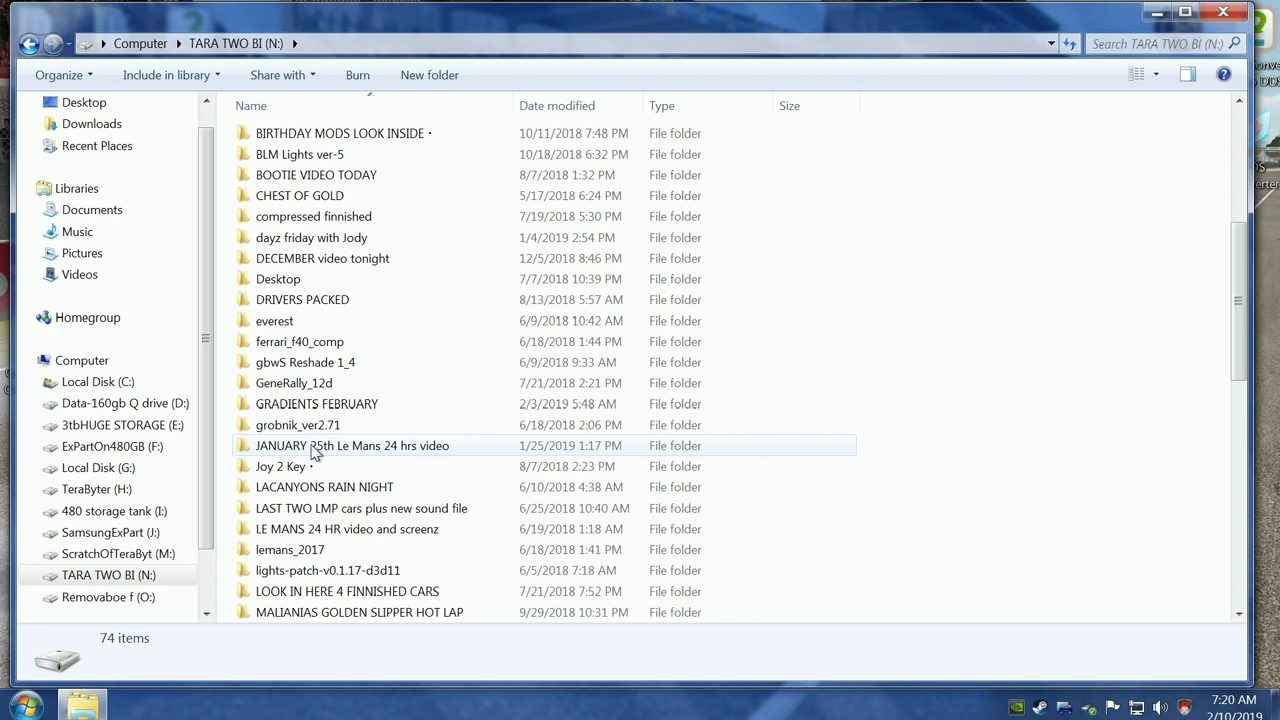 Computer TARA TWO BI (N:) Search TARA TWO BI (N:)
Organize Include in library Share with Burn New folder
Desktop
Downloads
Recent Places
Libraries
Documents
Music
Pictures
Videos
Homegroup
Computer
Local Disk (C:)
Data-160gb Q drive (D:)
3tbHUGE STORAGE (E:)
ExPartOn480GB (F:)
Local Disk (G:)
TeraByter (H:)
480 storage tank (I:)
SamsungExPart (J:)
ScratchOfTeraByt (M:)
TARA TWO BI (N:)
Removaboe f (O:)
Name Date modified Type Size
BIRTHDAY MODS LOOK INSIDE • 10/11/2018 7:48 PM File folder
BLM Lights ver-5 10/18/2018 6:32 PM File folder
BOOTIE VIDEO TODAY 8/7/2018 1:32 PM File folder
CHEST OF GOLD 5/17/2018 6:24 PM File folder
compressed finnished 7/19/2018 5:30 PM File folder
dayz friday with Jody 1/4/2019 2:54 PM File folder
DECEMBER video tonight 12/5/2018 8:46 PM File folder
Desktop 7/7/2018 10:39 PM File folder
DRIVERS PACKED 8/13/2018 5:57 AM File folder
everest 6/9/2018 10:42 AM File folder
ferrari_f40_comp 6/18/2018 1:44 PM File folder
gbwS Reshade 1_4 6/9/2018 9:33 AM File folder
GeneRally_12d 7/21/2018 2:21 PM File folder
GRADIENTS FEBRUARY 2/3/2019 5:48 AM File folder
grobnik_ver2.71 6/18/2018 2:06 PM File folder
JANUARY 25th Le Mans 24 hrs video 1/25/2019 1:17 PM File folder
Joy 2 Key • 8/7/2018 2:23 PM File folder
LACANYONS RAIN NIGHT 6/10/2018 4:38 AM File folder
LAST TWO LMP cars plus new sound file 6/25/2018 10:40 AM File folder
LE MANS 24 HR video and screenz 6/19/2018 1:18 AM File folder
lemans_2017 6/18/2018 1:41 PM File folder
lights-patch-v0.1.17-d3d11 6/5/2018 7:18 AM File folder
LOOK IN HERE 4 FINNISHED CARS 7/21/2018 7:52 PM File folder
MALIANIAS GOLDEN SLIPPER HOT LAP 9/29/2018 10:31 PM File folder
74 items
7:20 AM
2/10/2019